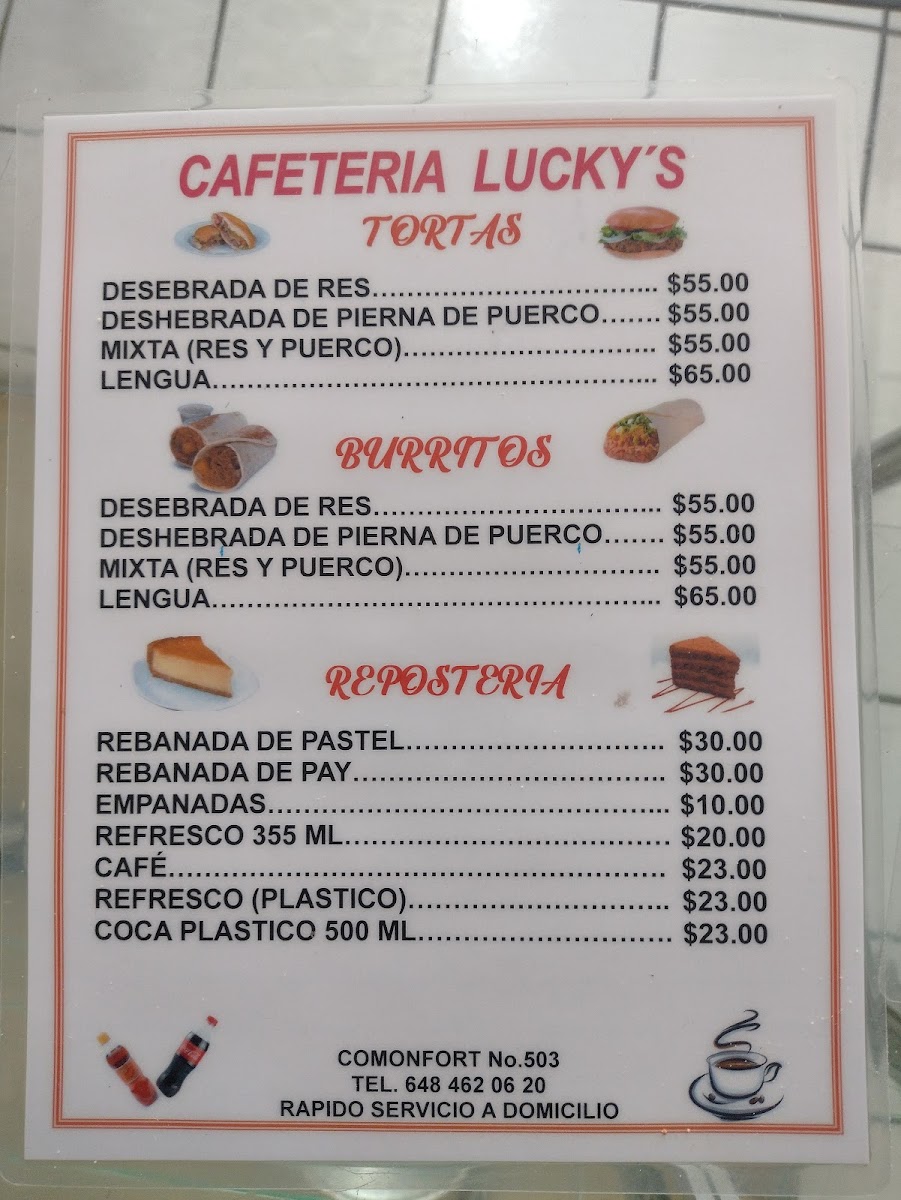 CAFETERIA LUCKY´S
TORTAS
DESEBRADA DE RES................................... $55.00
DESHEBRADA DE PIERNA DE PUERCO....... $55.00
MIXTA (RES Y PUERCO).............................. $55.00
LENGUA..................................................... $65.00
BURRITOS
DESEBRADA DE RES................................... $55.00
DESHEBRADA DE PIERNA DE PUERCO....... $55.00
MIXTA (RES Y PUERCO).............................. $55.00
LENGUA..................................................... $65.00
REPOSTERIA
REBANADA DE PASTEL.............................. $30.00
REBANADA DE PAY..................................... $30.00
EMPANADAS............................................... $10.00
REFRESCO 355 ML...................................... $20.00
CAFÉ........................................................... $23.00
REFRESCO (PLASTICO).............................. $23.00
COCA PLASTICO 500 ML............................. $23.00
COMONFORT No.503
TEL. 648 462 06 20
RAPIDO SERVICIO A DOMICILIO